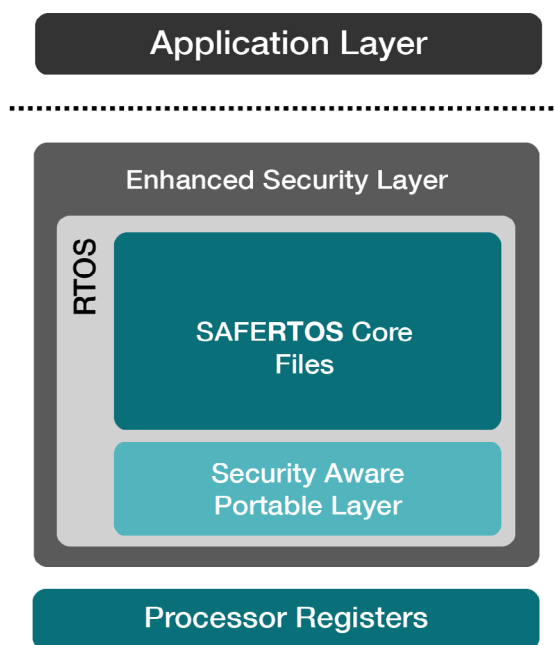 Application Layer
Enhanced Security Layer
RTOS
SAFERTOS Core
Files
Security Aware
Portable Layer
Processor Registers